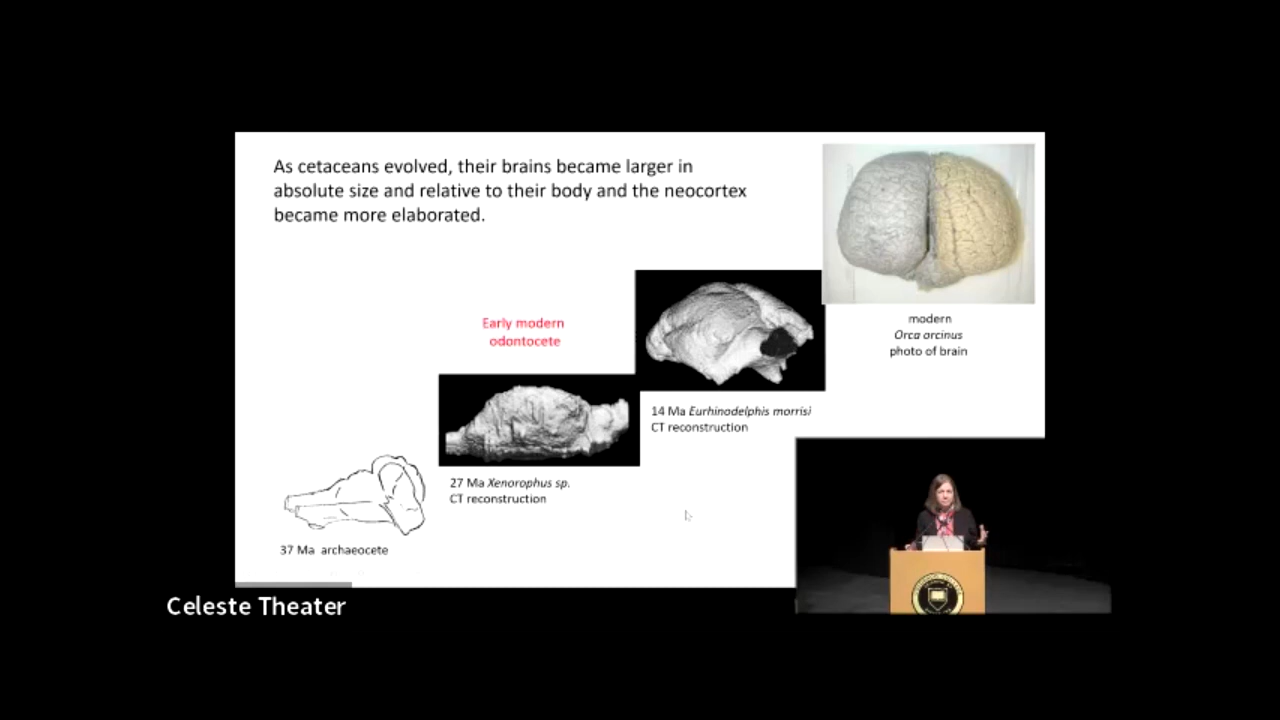 As cetaceans evolved, their brains became larger in
absolute size and relative to their body and the neocortex
became more elaborated.
modern
Orca orcinus
photo of brain
Early modern
odontocete
14 Ma Eurhinodelphis morrisi
CT reconstruction
27 Ma Xenorophus sp.
CT reconstruction
37 Ma archaeocete
Celeste Theater